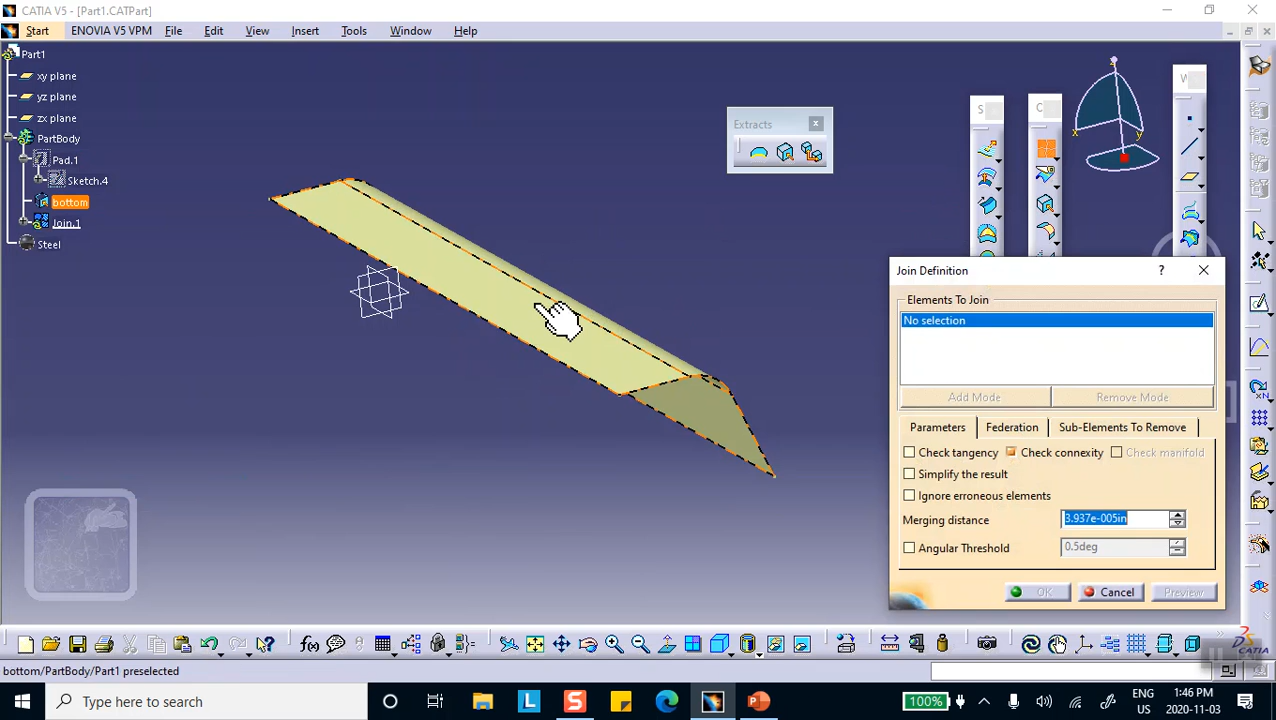 CATIA V5 - [Part1.CATPart]
Start ENOVIA V5 VPM File Edit View Insert Tools Window Help
Part1
xy plane
yz plane
zx plane
PartBody
Pad.1
Sketch.4
bottom
Join.1
Steel
Extracts
S
C
W
x
y
Join Definition
?
Elements To Join
No selection
Add Mode Remove Mode
Parameters Federation Sub-Elements To Remove
Check tangency Check connexity Check manifold
Simplify the result
Ignore erroneous elements
Merging distance 3.937e-005in
Angular Threshold 0.5deg
OK Cancel Preview
f(x)
CATIA
bottom/PartBody/Part1 preselected
Type here to search
L
S
100%
ENG
US
1:46 PM
2020-11-03